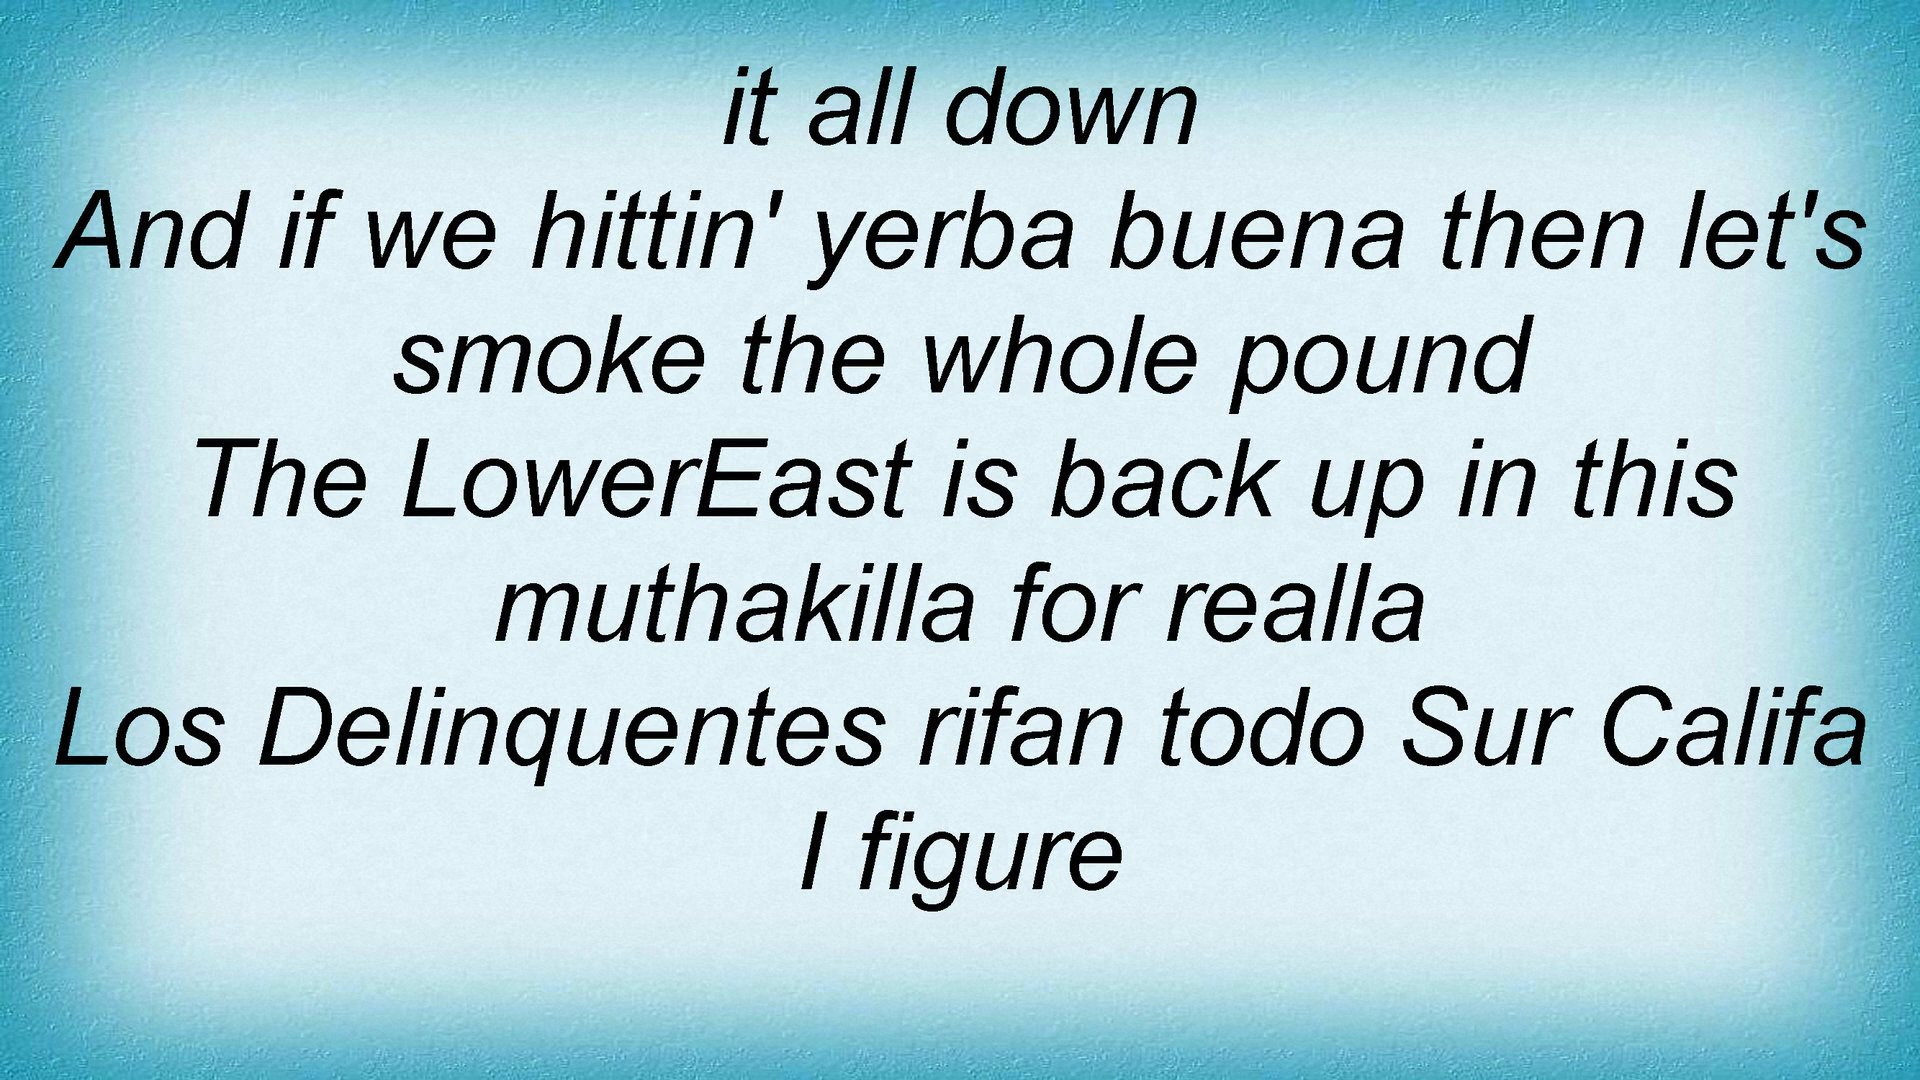 it all down
And if we hittin' yerba buena then let's
smoke the whole pound
The LowerEast is back up in this
muthakilla for realla
Los Delinquentes rifan todo Sur Califa
I figure